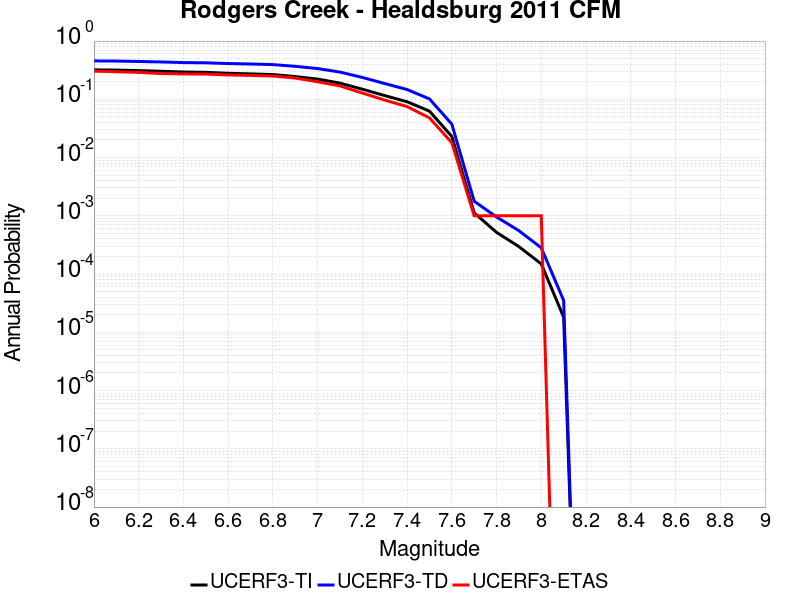 Rodgers Creek - Healdsburg 2011 CFM
Annual Probability
10^0
10^-1
10^-2
10^-3
10^-4
10^-5
10^-6
10^-7
10^-8
6 6.2 6.4 6.6 6.8 7 7.2 7.4 7.6 7.8 8 8.2 8.4 8.6 8.8 9
Magnitude
UCERF3-TI UCERF3-TD UCERF3-ETAS